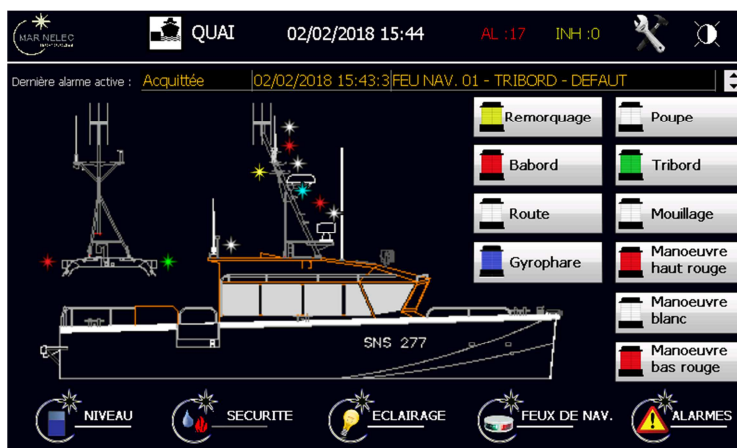 MAR NELEC
QUAI
02/02/2018 15:44
AL :17
INH :0
Dernière alarme active :
Acquittée
02/02/2018 15:43:3
FEU NAV. 01 - TRIBORD - DEFAUT
Remorquage
Poupe
Babord
Tribord
Route
Mouillage
Gyrophare
Manoeuvre
haut rouge
Manoeuvre
blanc
Manoeuvre
bas rouge
SNS 277
NIVEAU
SECURITE
ECLAIRAGE
FEUX DE NAV.
ALARMES